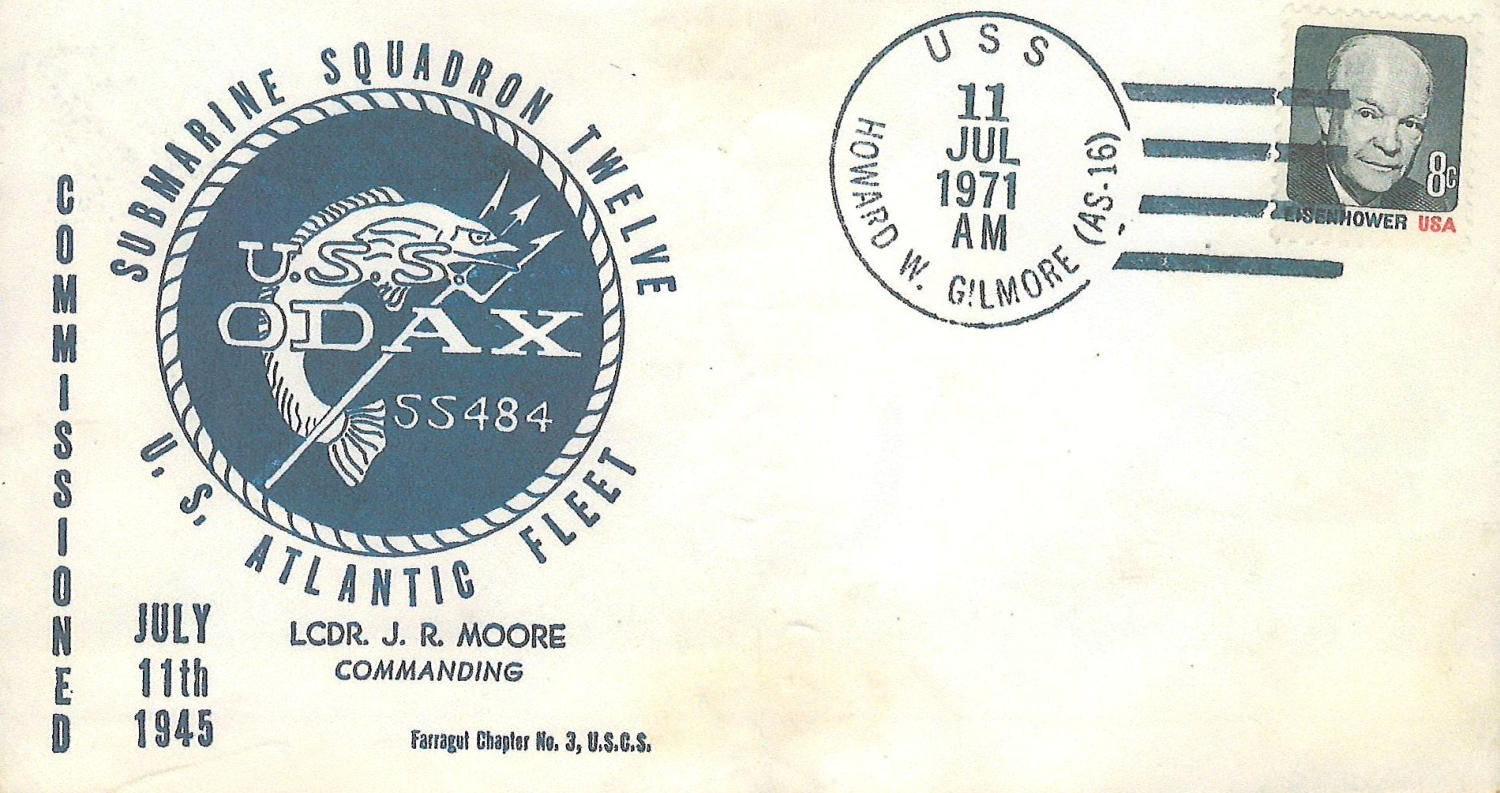 COMMISSIONED
SUBMARINE SQUADRON TWELVE
U.S.S.
ODAX
SS484
U.S. ATLANTIC FLEET
JULY
11th
1945
LCDR. J. R. MOORE
COMMANDING
Farragut Chapter No. 3, U.S.C.S.
USS
11
JUL
1971
AM
HOWARD W. GILMORE (AS-16)
8c
EISENHOWER USA